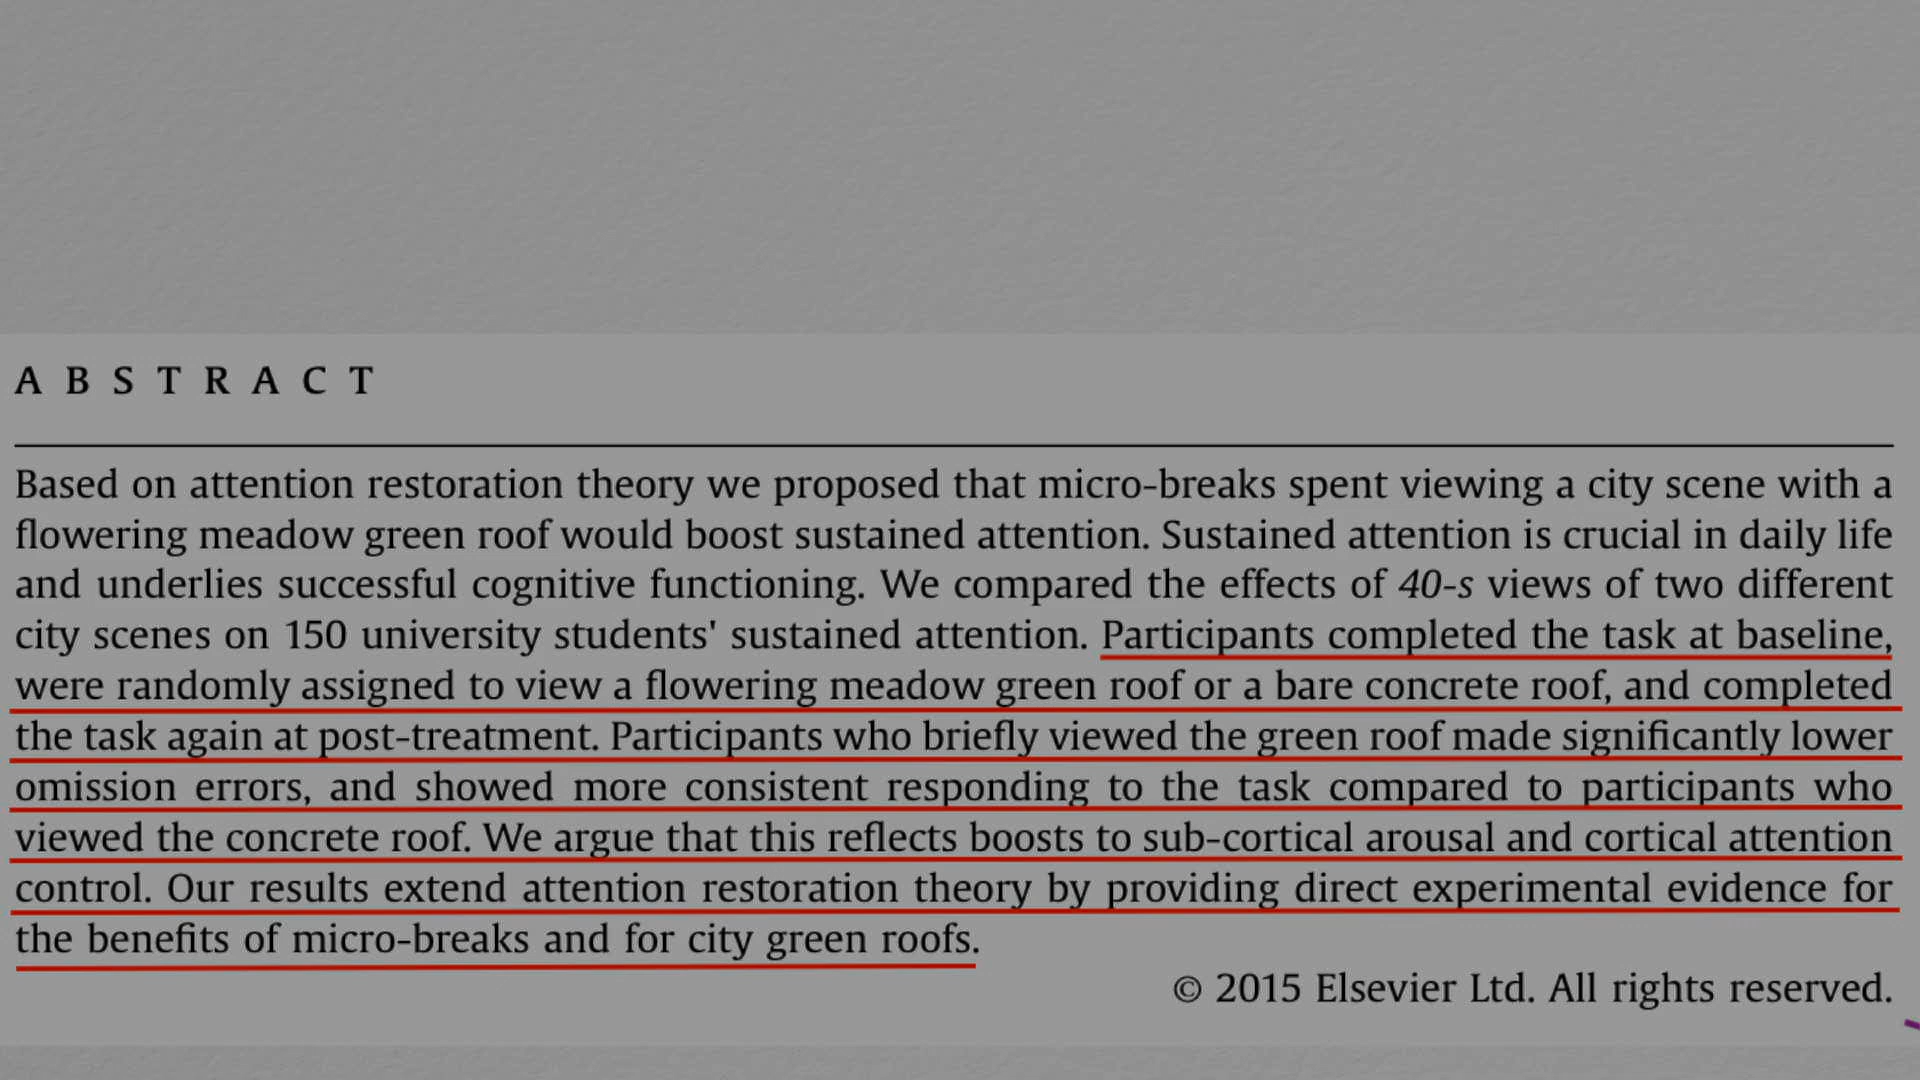 ABSTRACT
Based on attention restoration theory we proposed that micro-breaks spent viewing a city scene with a
flowering meadow green roof would boost sustained attention. Sustained attention is crucial in daily life
and underlies successful cognitive functioning. We compared the effects of 40-s views of two different
city scenes on 150 university students' sustained attention. Participants completed the task at baseline,
were randomly assigned to view a flowering meadow green roof or a bare concrete roof, and completed
the task again at post-treatment. Participants who briefly viewed the green roof made significantly lower
omission errors, and showed more consistent responding to the task compared to participants who
viewed the concrete roof. We argue that this reflects boosts to sub-cortical arousal and cortical attention
control. Our results extend attention restoration theory by providing direct experimental evidence for
the benefits of micro-breaks and for city green roofs.
© 2015 Elsevier Ltd. All rights reserved.